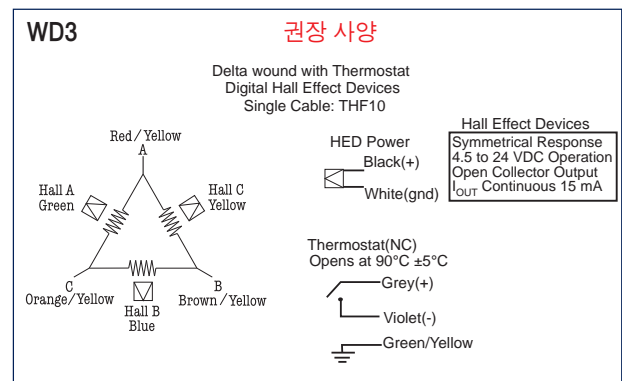 WD3
권장 사양
Delta wound with Thermostat
Digital Hall Effect Devices
Single Cable: THF10
Red/Yellow
A
Hall A
Green
Hall C
Yellow
C
Orange/Yellow
Hall B
Blue
B
Brown/Yellow
HED Power
Black(+)
White(gnd)
Hall Effect Devices
Symmetrical Response
4.5 to 24 VDC Operation
Open Collector Output
IOUT Continuous 15 mA
Thermostat(NC)
Opens at 90°C ±5°C
Grey(+)
Violet(-)
Green/Yellow